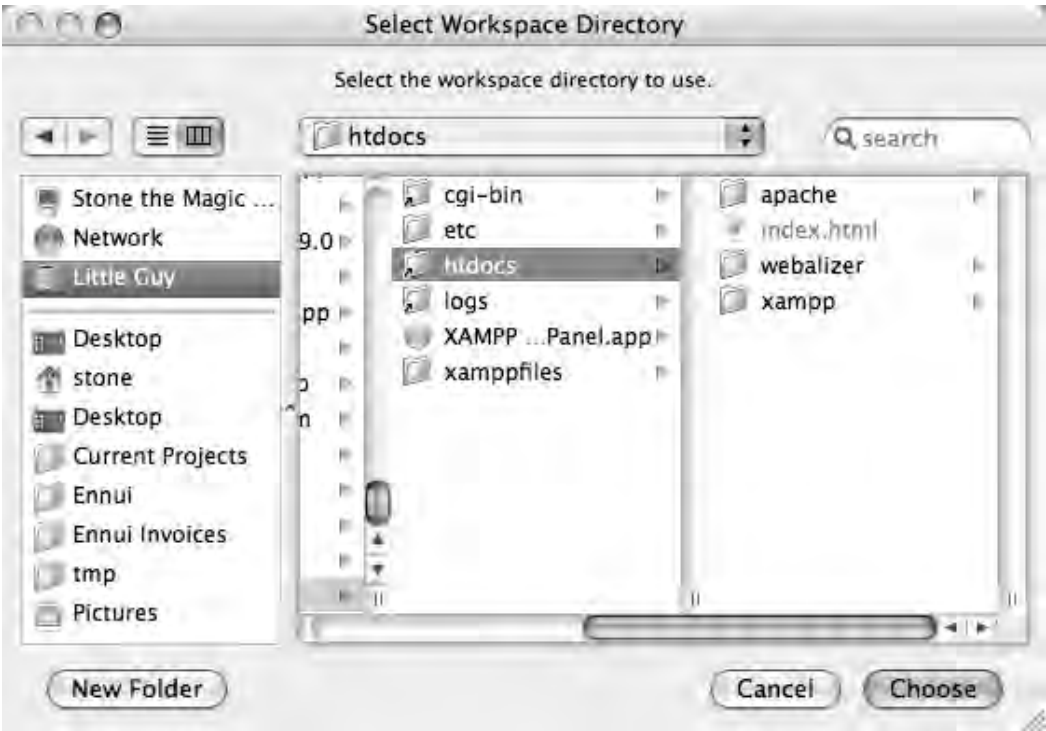 Select Workspace Directory
Select the workspace directory to use.
htdocs
search
Stone the Magic ...
Network
Little Guy
Desktop
stone
Desktop
Current Projects
Ennui
Ennui Invoices
tmp
Pictures
9.0
pp
p
n
cgi-bin
etc
htdocs
logs
XAMPP ...Panel.app
xamppfiles
apache
index.html
webalizer
xampp
New Folder
Cancel
Choose